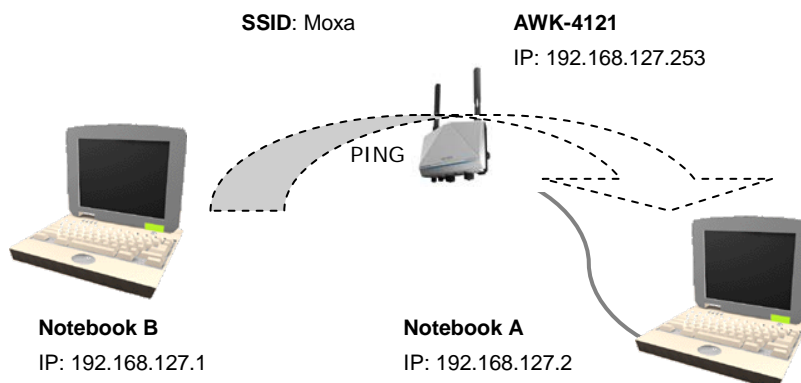 SSID: Moxa
AWK-4121
IP: 192.168.127.253
PING
Notebook B
IP: 192.168.127.1
Notebook A
IP: 192.168.127.2